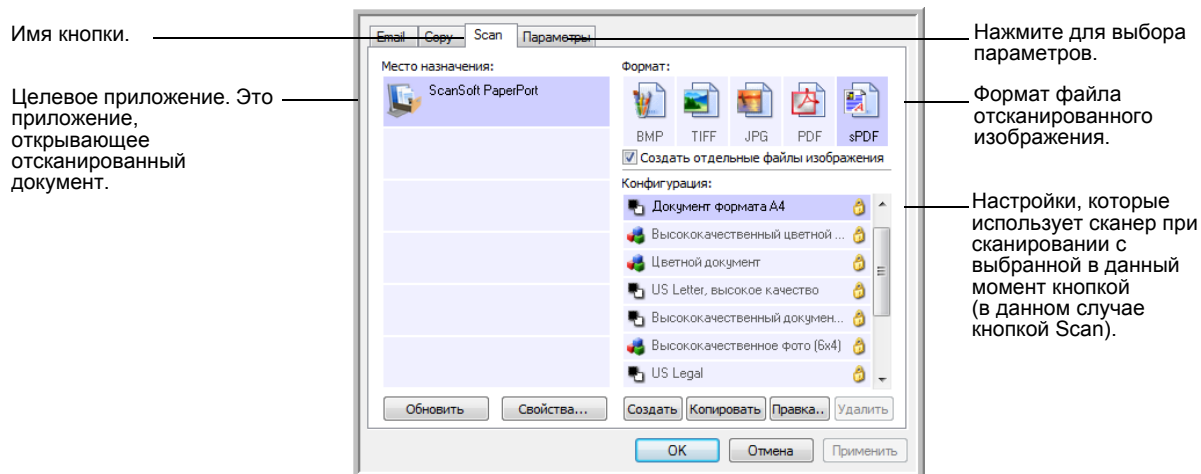 Имя кнопки.
Целевое приложение. Это
приложение,
открывающее
отсканированный
документ.
Email Copy Scan Параметры
Место назначения:
ScanSoft PaperPort
Обновить Свойства...
Формат:
BMP TIFF JPG PDF sPDF
Создать отдельные файлы изображения
Конфигурация:
Документ формата A4
Высококачественный цветной ...
Цветной документ
US Letter, высокое качество
Высококачественный докумен...
Высококачественное фото (6x4)
US Legal
Создать Копировать Правка.. Удалить
OK Отмена Применить
Нажмите для выбора
параметров.
Формат файла
отсканированного
изображения.
Настройки, которые
использует сканер при
сканировании с
выбранной в данный
момент кнопкой
(в данном случае
кнопкой Scan).